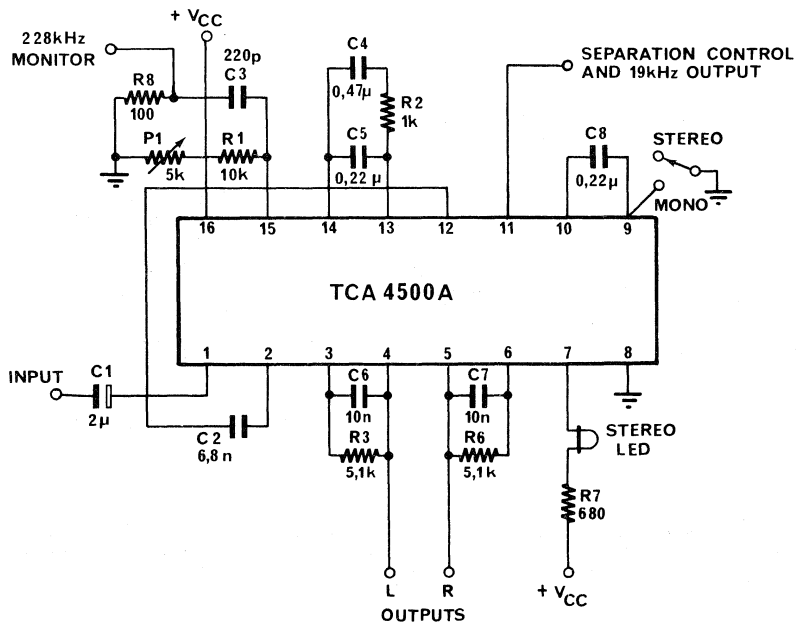 + VCC
228kHz
MONITOR
220p
C3
R8
100
P1
5k
R1
10k
C4
0,47µ
R2
1k
C5
0,22 µ
SEPARATION CONTROL
AND 19kHz OUTPUT
C8
0,22µ
STEREO
MONO
16
15
14
13
12
11
10
9
TCA 4500A
1
2
3
4
5
6
7
8
INPUT
C1
2µ
C2
6,8n
C6
10n
R3
5,1k
C7
10n
R6
5,1k
STEREO
LED
R7
680
L
R
OUTPUTS
+ VCC